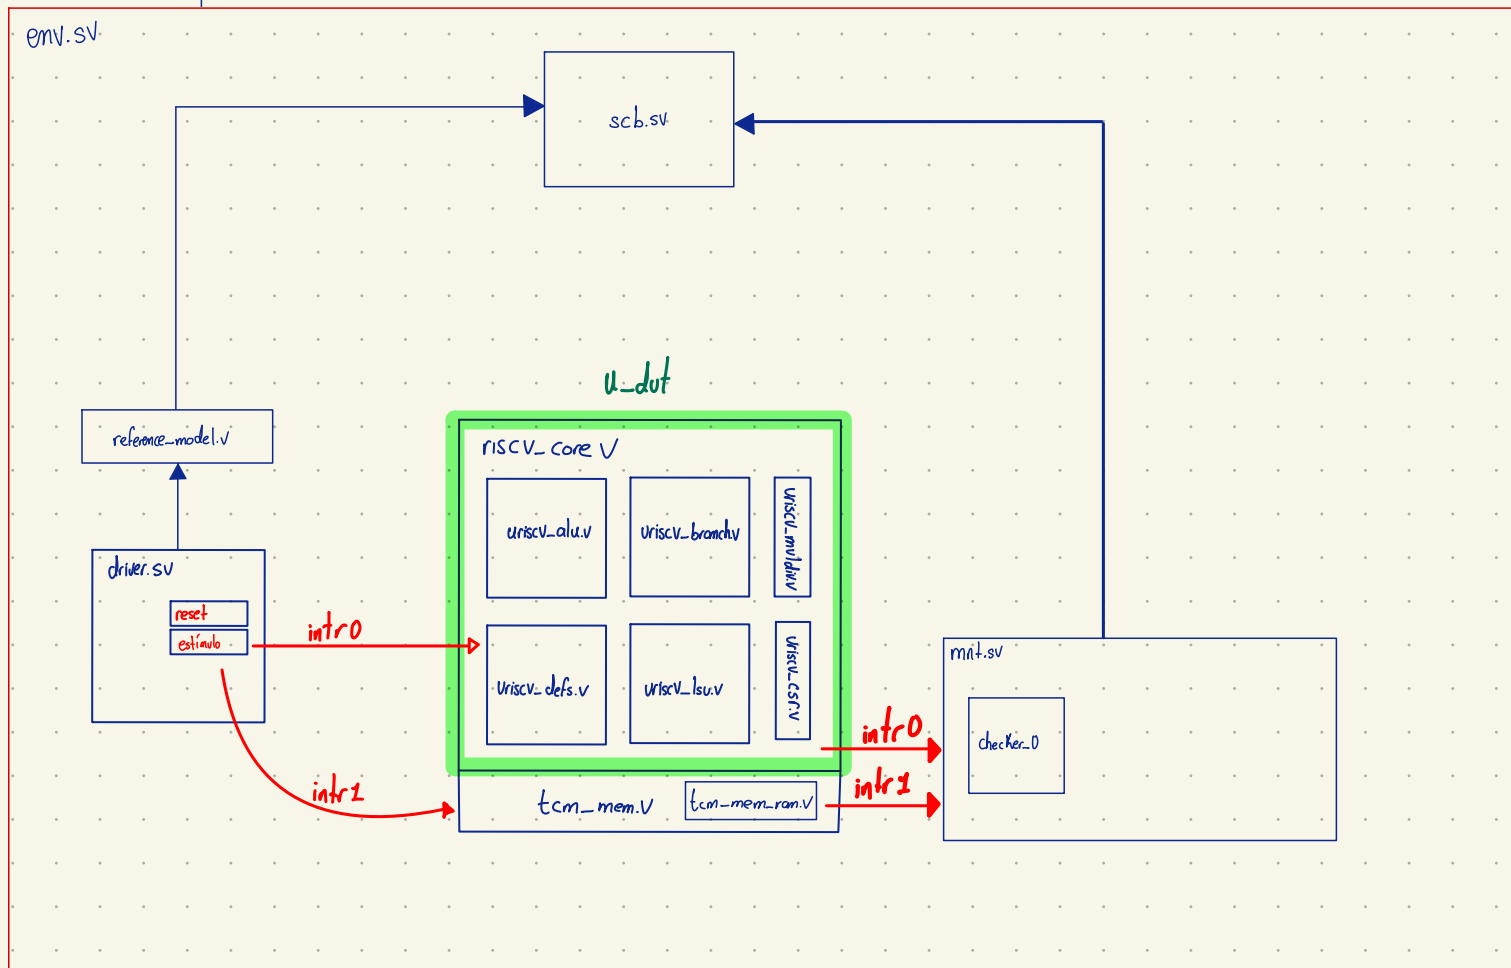 env.sv
scb.sv
u_dut
reference_model.v
riscv_core v
uriscv_alu.v
uriscv_branch.v
uriscv_muldiv.v
driver.sv
reset
estímulo
intr0
uriscv_defs.v
uriscv_lsu.v
uriscv_csr.v
mnt.sv
checker_0
intr0
intr1
intr1
tcm_mem.v
tcm_mem_ram.v